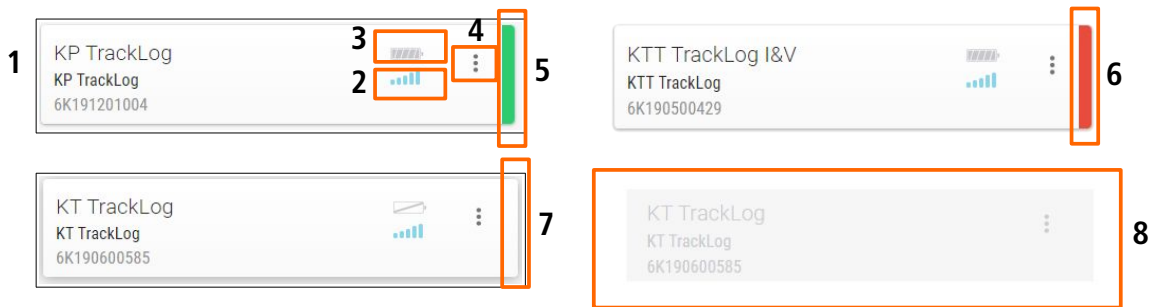 1
KP TrackLog
KP TrackLog
6K191201004
3
2
4
5
KTT TrackLog I&V
KTT TrackLog
6K190500429
6
KT TrackLog
KT TrackLog
6K190600585
7
KT TrackLog
KT TrackLog
6K190600585
8